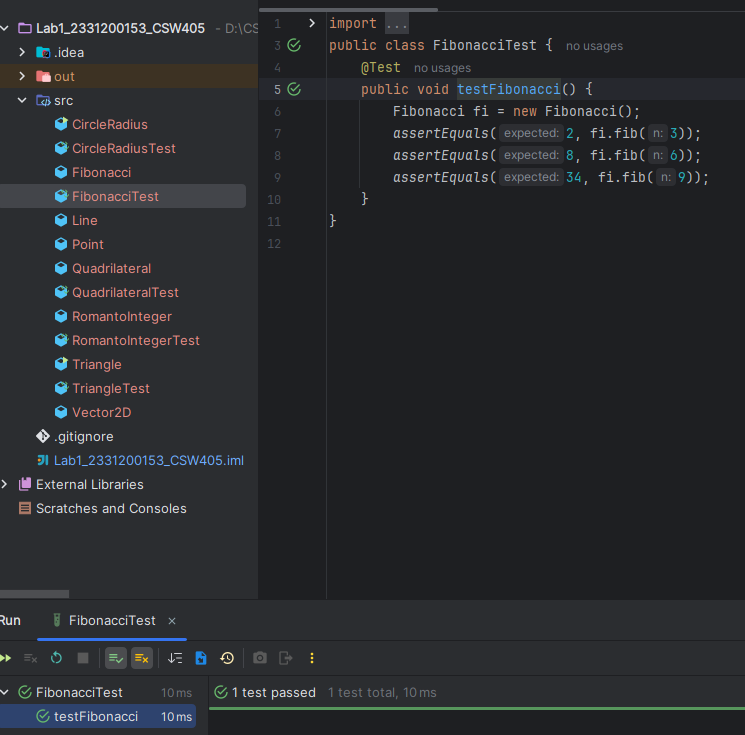 Lab1_2331200153_CSW405 - D:\CS
.idea
out
src
CircleRadius
CircleRadiusTest
Fibonacci
FibonacciTest
Line
Point
Quadrilateral
QuadrilateralTest
RomantoInteger
RomantoIntegerTest
Triangle
TriangleTest
Vector2D
.gitignore
Lab1_2331200153_CSW405.iml
External Libraries
Scratches and Consoles
1 import ...
3 public class FibonacciTest { no usages
4 @Test no usages
5 public void testFibonacci() {
6 Fibonacci fi = new Fibonacci();
7 assertEquals( expected: 2, fi.fib( n: 3));
8 assertEquals( expected: 8, fi.fib( n: 6));
9 assertEquals( expected: 34, fi.fib( n: 9));
10 }
11 }
12
Run FibonacciTest ×
FibonacciTest 10 ms
testFibonacci 10 ms
1 test passed 1 test total, 10 ms